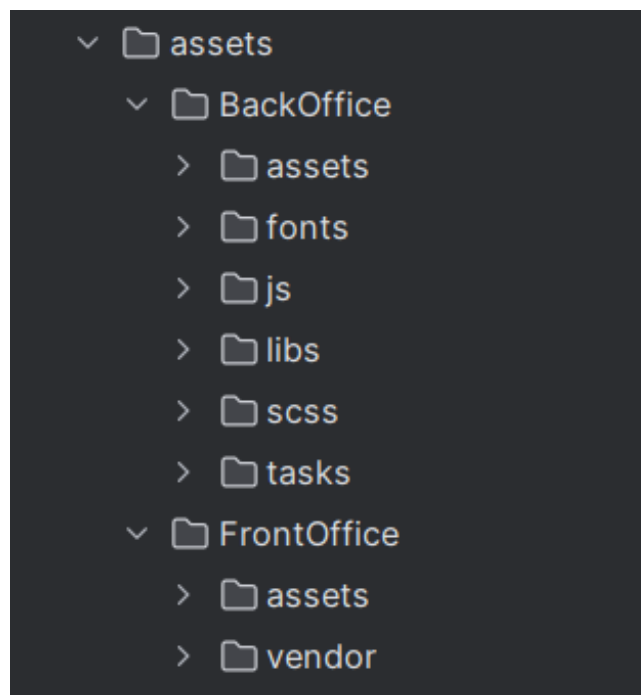 assets
BackOffice
assets
fonts
js
libs
scss
tasks
FrontOffice
assets
vendor